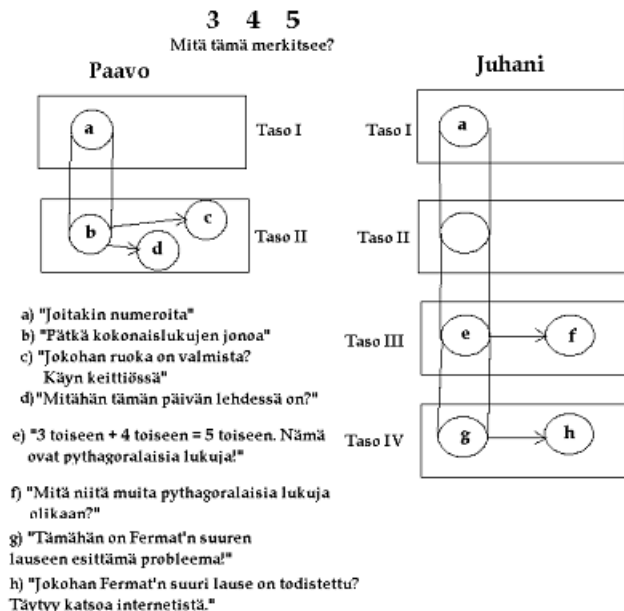 3 4 5
Mitä tämä merkitsee?
Paavo
Juhani
a
Taso I
Taso I
a
b
c
d
Taso II
Taso II
a) "Joitakin numeroita"
b) "Pätkä kokonaislukujen jonoa"
c) "Jokohan ruoka on valmista?
Käyn keittiössä"
d) "Mitähän tämän päivän lehdessä on?"
Taso III
e
f
e) "3 toiseen + 4 toiseen = 5 toiseen. Nämä
ovat pythagoralaisia lukuja!"
Taso IV
g
h
f) "Mitä niitä muita pythagoralaisia lukuja
olikaan?"
g) "Tämähän on Fermat'n suuren
lauseen esittämä probleema!"
h) "Jokohan Fermat'n suuri lause on todistettu?
Täytyy katsoa internetistä."